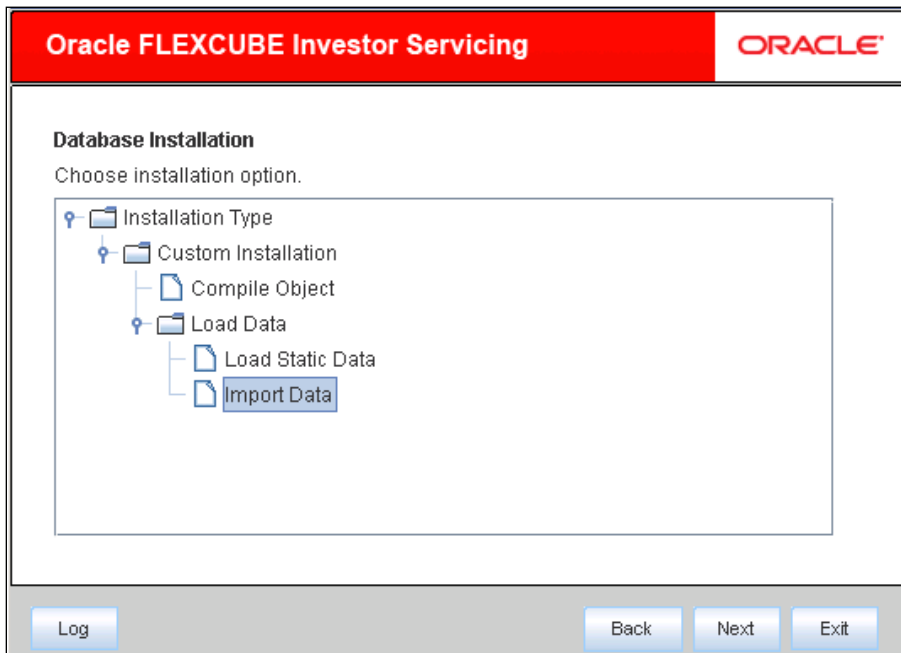 Oracle FLEXCUBE Investor Servicing
ORACLE
Database Installation
Choose installation option.
Installation Type
Custom Installation
Compile Object
Load Data
Load Static Data
Import Data
Log
Back
Next
Exit